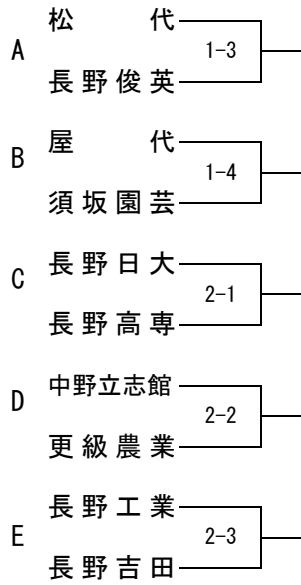 松代
A
1-3
長野俊英
屋代
B
1-4
須坂園芸
長野日大
C
2-1
長野高専
中野立志館
D
2-2
更級農業
長野工業
E
2-3
長野吉田